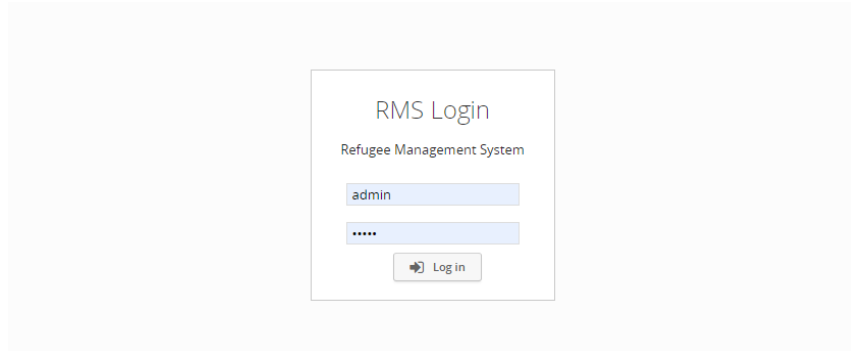 RMS Login
Refugee Management System
admin
•••••
Log in